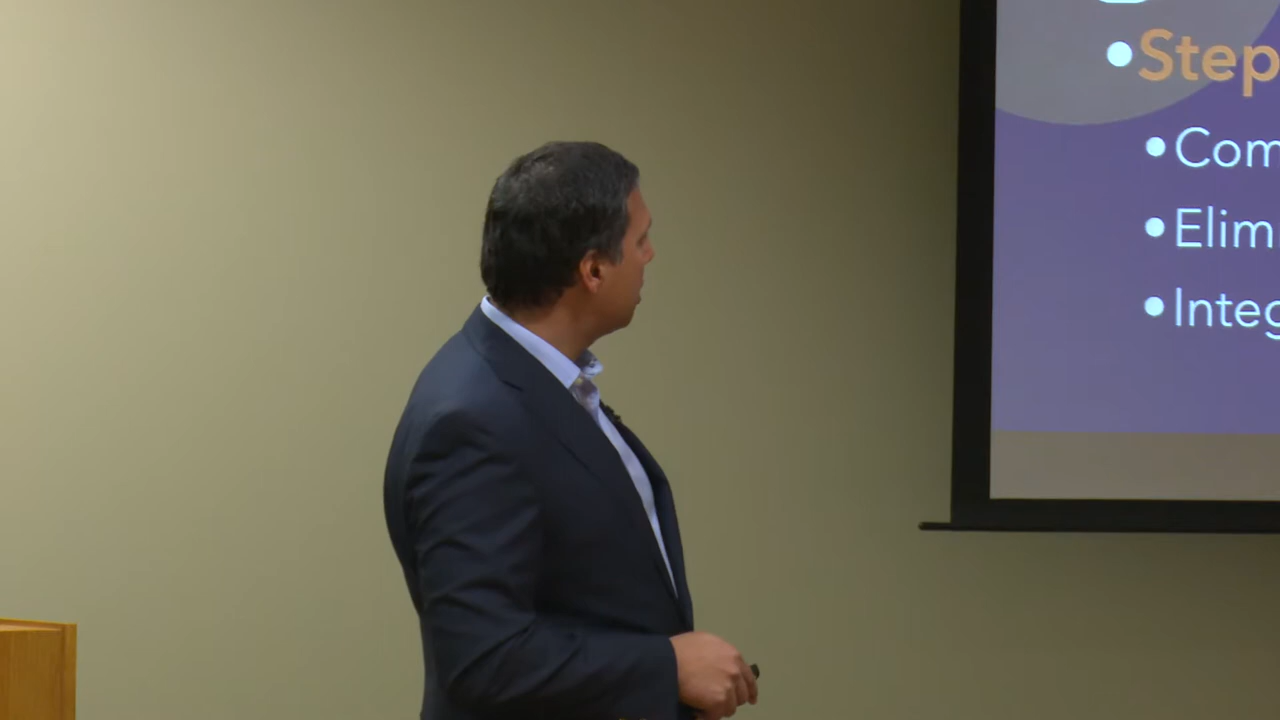 •Step
•Com
•Elim
•Integ